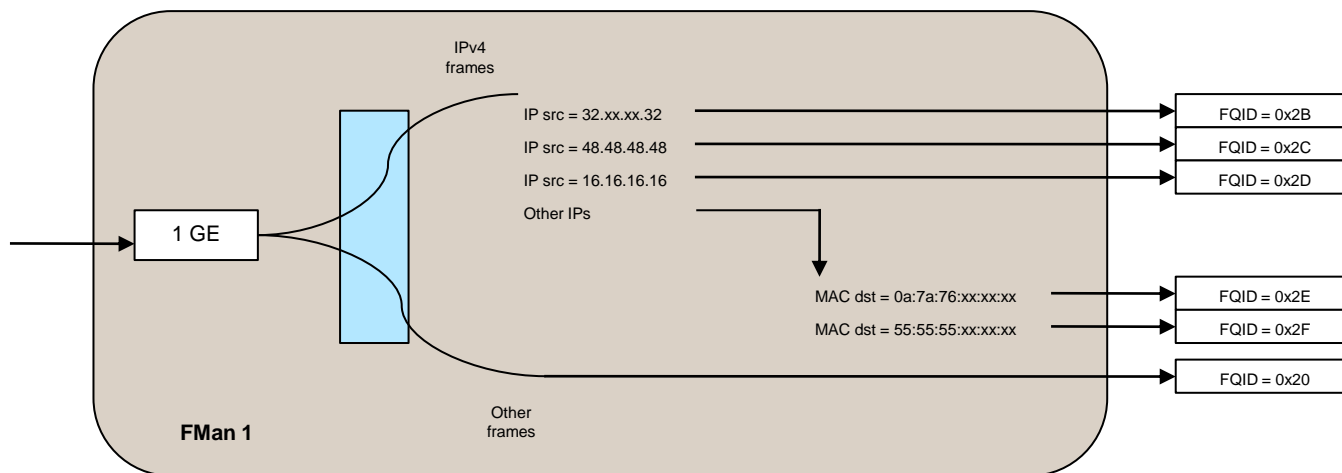 IPv4
frames
IP src = 32.xx.xx.32
FQID = 0x2B
IP src = 48.48.48.48
FQID = 0x2C
IP src = 16.16.16.16
FQID = 0x2D
Other IPs
1 GE
MAC dst = 0a:7a:76:xx:xx:xx
FQID = 0x2E
MAC dst = 55:55:55:xx:xx:xx
FQID = 0x2F
FQID = 0x20
Other
frames
FMan 1